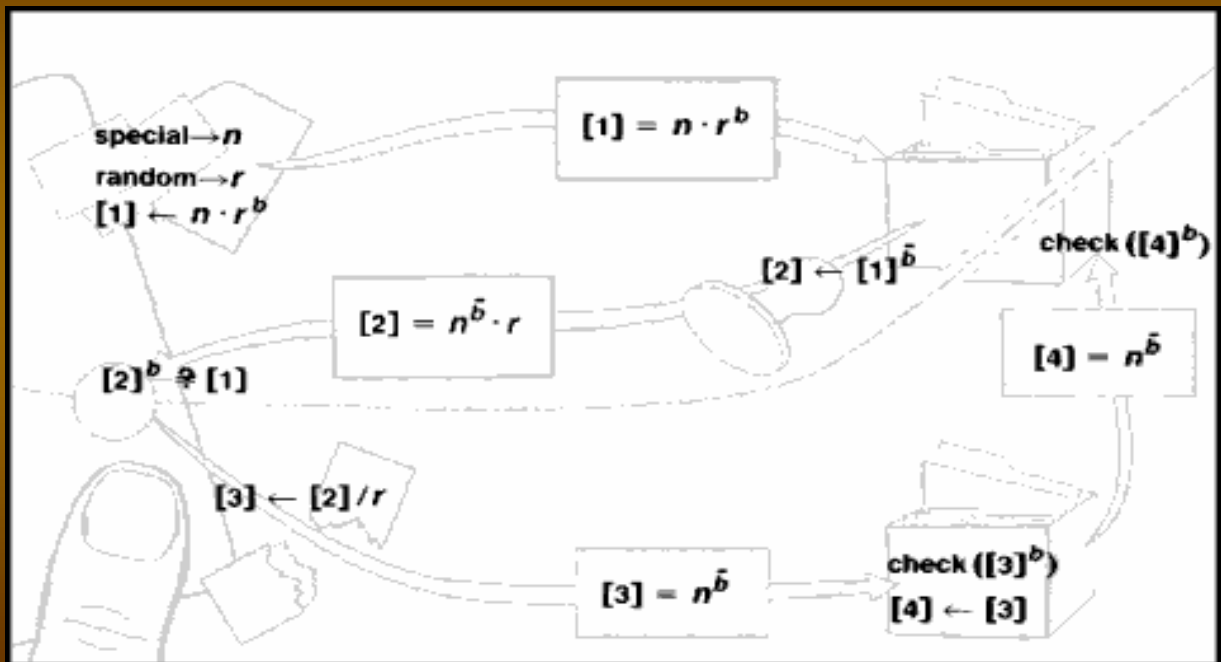 special→n
random→r
[1] ← n · r^b
[1] = n · r^b
check ([4]^b)
[2] ← [1]^b̄
[2] = n^b̄ · r
[4] = n^b̄
[2]^b ≟ [1]
[3] ← [2]/r
[3] = n^b̄
check ([3]^b)
[4] ← [3]